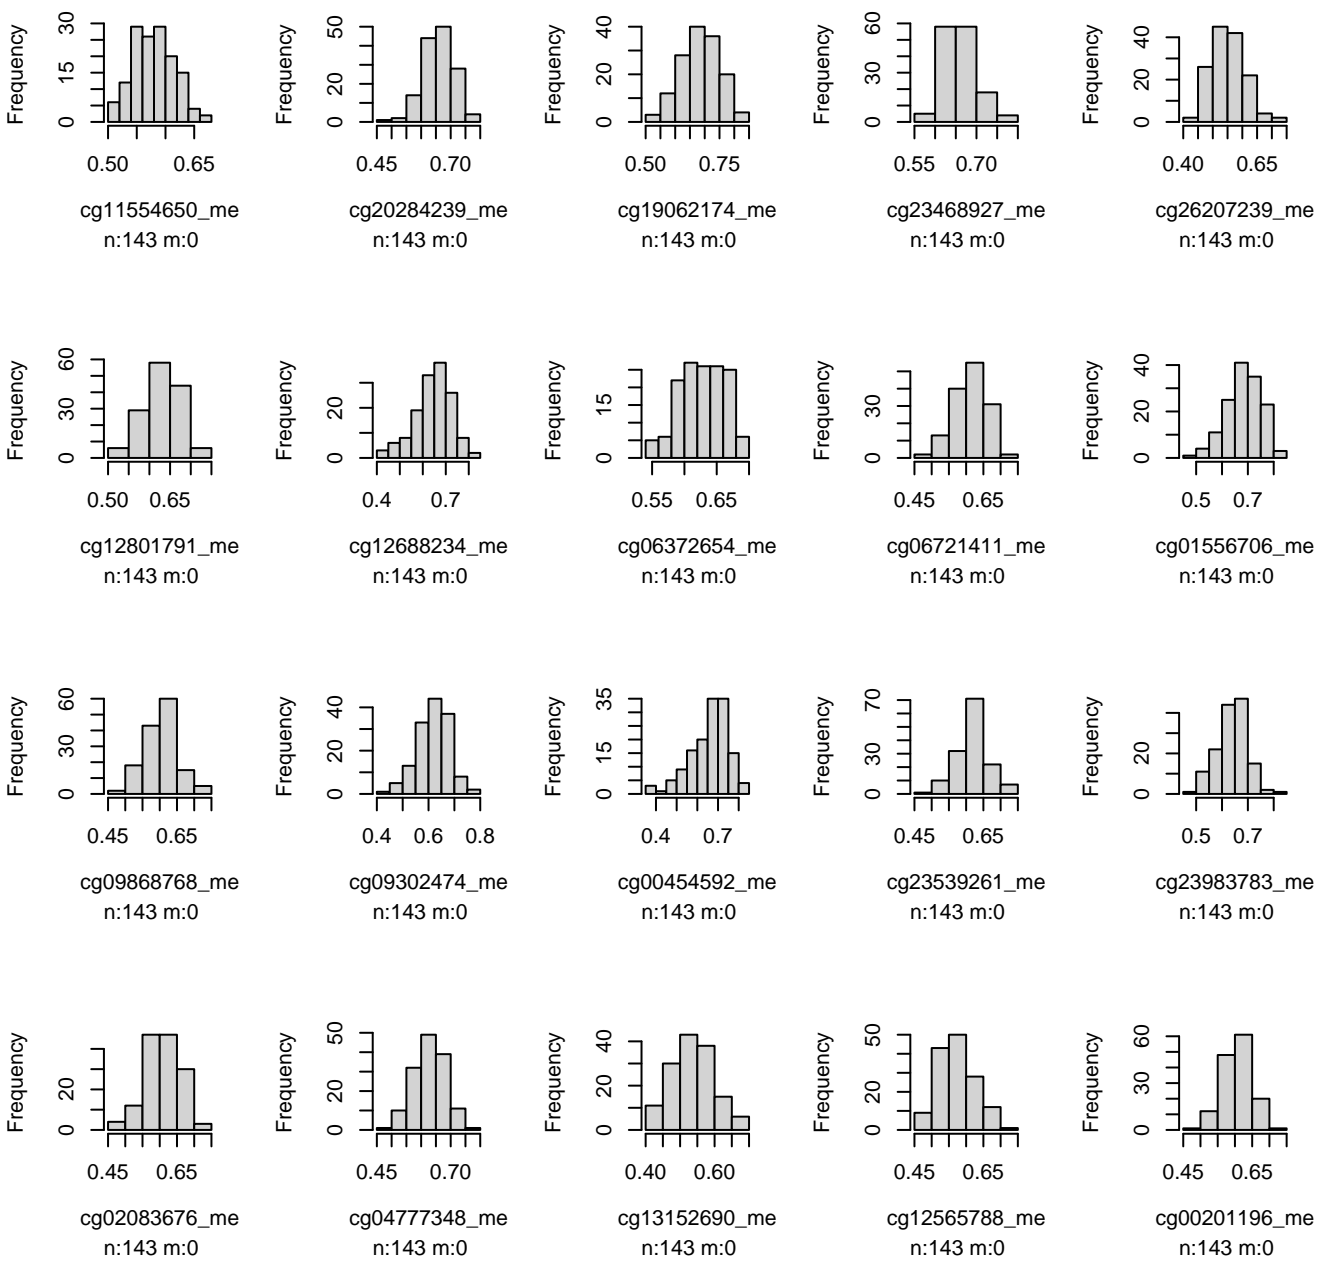 Frequency
0 15 30
0.50 0.65
cg11554650_me
n:143 m:0
Frequency
0 20 50
0.45 0.70
cg20284239_me
n:143 m:0
Frequency
0 20 40
0.50 0.75
cg19062174_me
n:143 m:0
Frequency
0 30 60
0.55 0.70
cg23468927_me
n:143 m:0
Frequency
0 20 40
0.40 0.65
cg26207239_me
n:143 m:0
Frequency
0 30 60
0.50 0.65
cg12801791_me
n:143 m:0
Frequency
0 20
0.4 0.7
cg12688234_me
n:143 m:0
Frequency
0 15
0.55 0.65
cg06372654_me
n:143 m:0
Frequency
0 30
0.45 0.65
cg06721411_me
n:143 m:0
Frequency
0 20 40
0.5 0.7
cg01556706_me
n:143 m:0
Frequency
0 30 60
0.45 0.65
cg09868768_me
n:143 m:0
Frequency
0 20 40
0.4 0.6 0.8
cg09302474_me
n:143 m:0
Frequency
0 15 35
0.4 0.7
cg00454592_me
n:143 m:0
Frequency
0 30 70
0.45 0.65
cg23539261_me
n:143 m:0
Frequency
0 20
0.5 0.7
cg23983783_me
n:143 m:0
Frequency
0 20
0.45 0.65
cg02083676_me
n:143 m:0
Frequency
0 20 50
0.45 0.70
cg04777348_me
n:143 m:0
Frequency
0 20 40
0.40 0.60
cg13152690_me
n:143 m:0
Frequency
0 20 50
0.45 0.65
cg12565788_me
n:143 m:0
Frequency
0 30 60
0.45 0.65
cg00201196_me
n:143 m:0